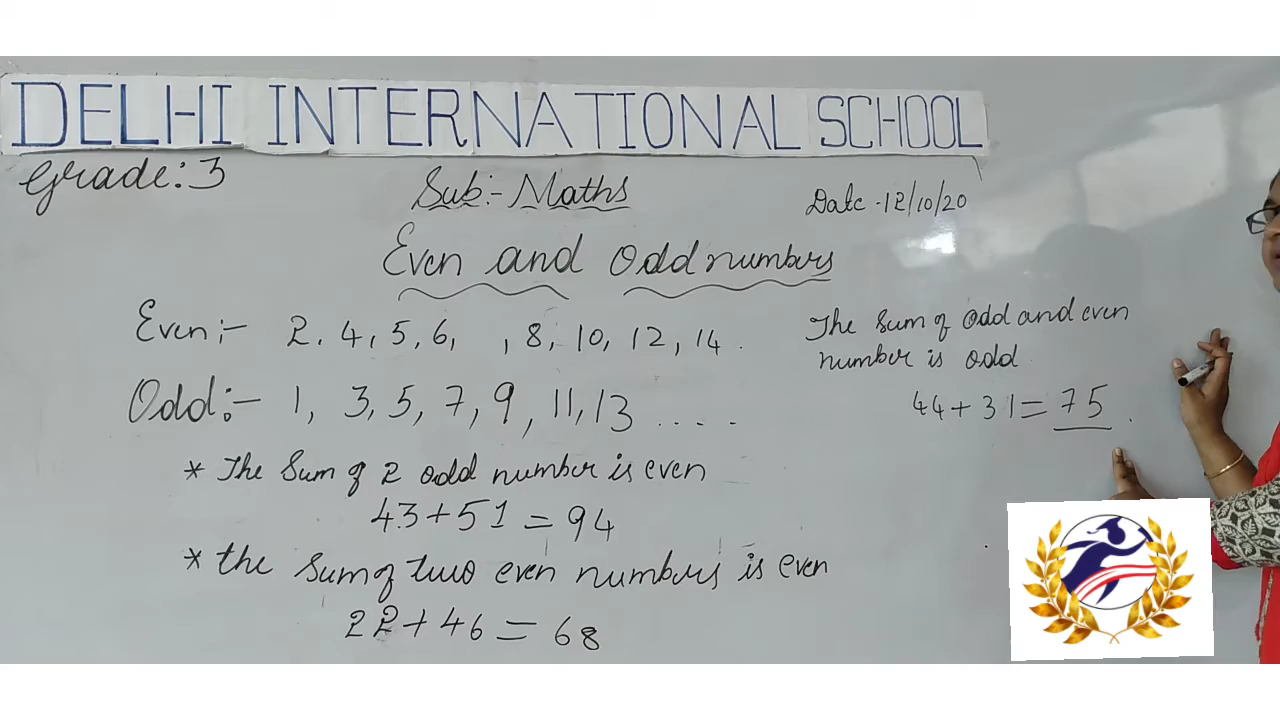 DELHI INTERNATIONAL SCHOOL
Grade: 3
Sub:- Maths
Date -12/10/20
Even and Odd numbers
Even:- 2, 4, 5, 6, , 8, 10, 12, 14.
Odd:- 1, 3, 5, 7, 9, 11, 13 ....
* The Sum of 2 odd number is even
43+51=94
* the Sum of two even numbers is even
22+46=68
The Sum of Odd and even
number is odd
44+31=75.